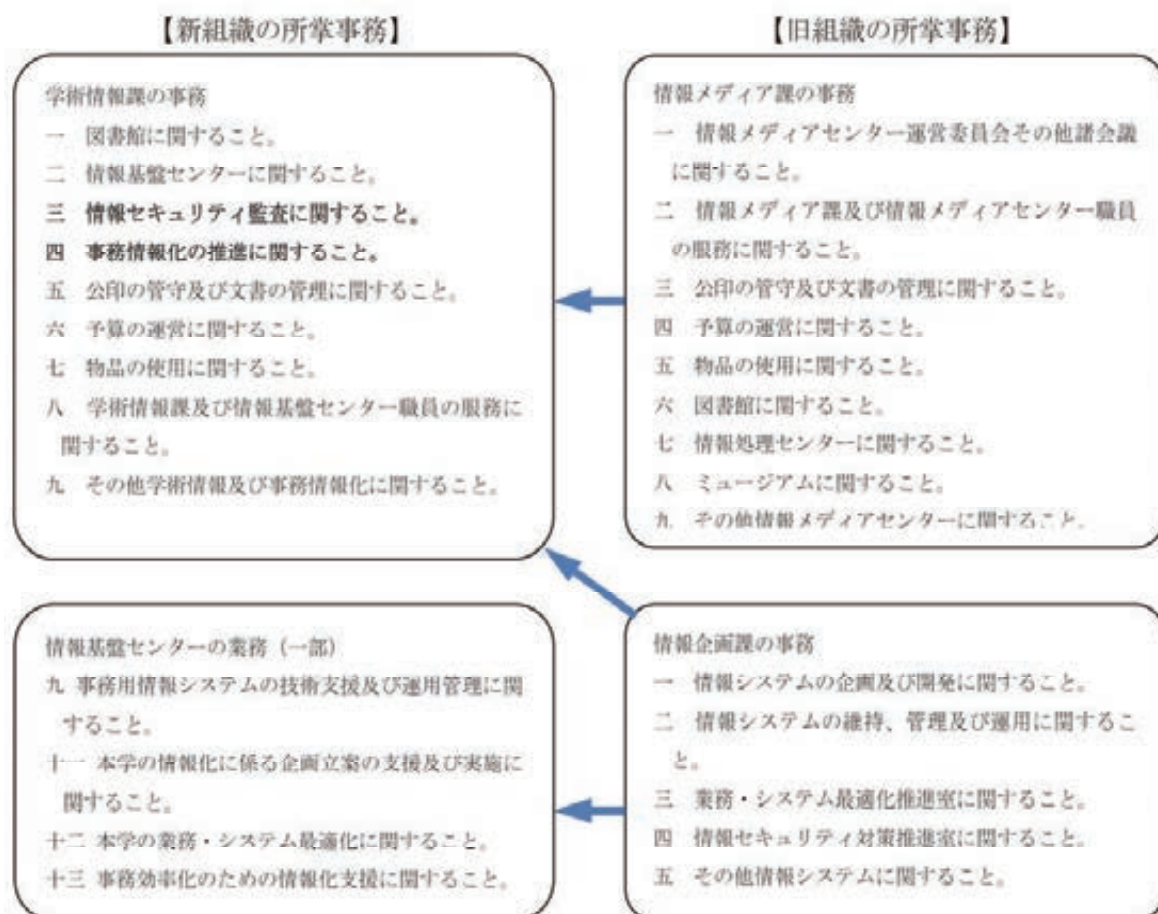 【新組織の所掌事務】
学術情報課の事務
一 図書館に関すること。
二 情報基盤センターに関すること。
三 情報セキュリティ監査に関すること。
四 事務情報化の推進に関すること。
五 公印の管守及び文書の管理に関すること。
六 予算の運営に関すること。
七 物品の使用に関すること。
八 学術情報課及び情報基盤センター職員の服務に
関すること。
九 その他学術情報及び事務情報化に関すること。
情報基盤センターの業務（一部）
九 事務用情報システムの技術支援及び運用管理に関
すること。
十一 本学の情報化に係る企画立案の支援及び実施に
関すること。
十二 本学の業務・システム最適化に関すること。
十三 事務効率化のための情報化支援に関すること。
【旧組織の所掌事務】
情報メディア課の事務
一 情報メディアセンター運営委員会その他諸会議
に関すること。
二 情報メディア課及び情報メディアセンター職員
の服務に関すること。
三 公印の管守及び文書の管理に関すること。
四 予算の運営に関すること。
五 物品の使用に関すること。
六 図書館に関すること。
七 情報処理センターに関すること。
八 ミュージアムに関すること。
九 その他情報メディアセンターに関すること。
情報企画課の事務
一 情報システムの企画及び開発に関すること。
二 情報システムの維持、管理及び運用に関するこ
と。
三 業務・システム最適化推進室に関すること。
四 情報セキュリティ対策推進室に関すること。
五 その他情報システムに関すること。